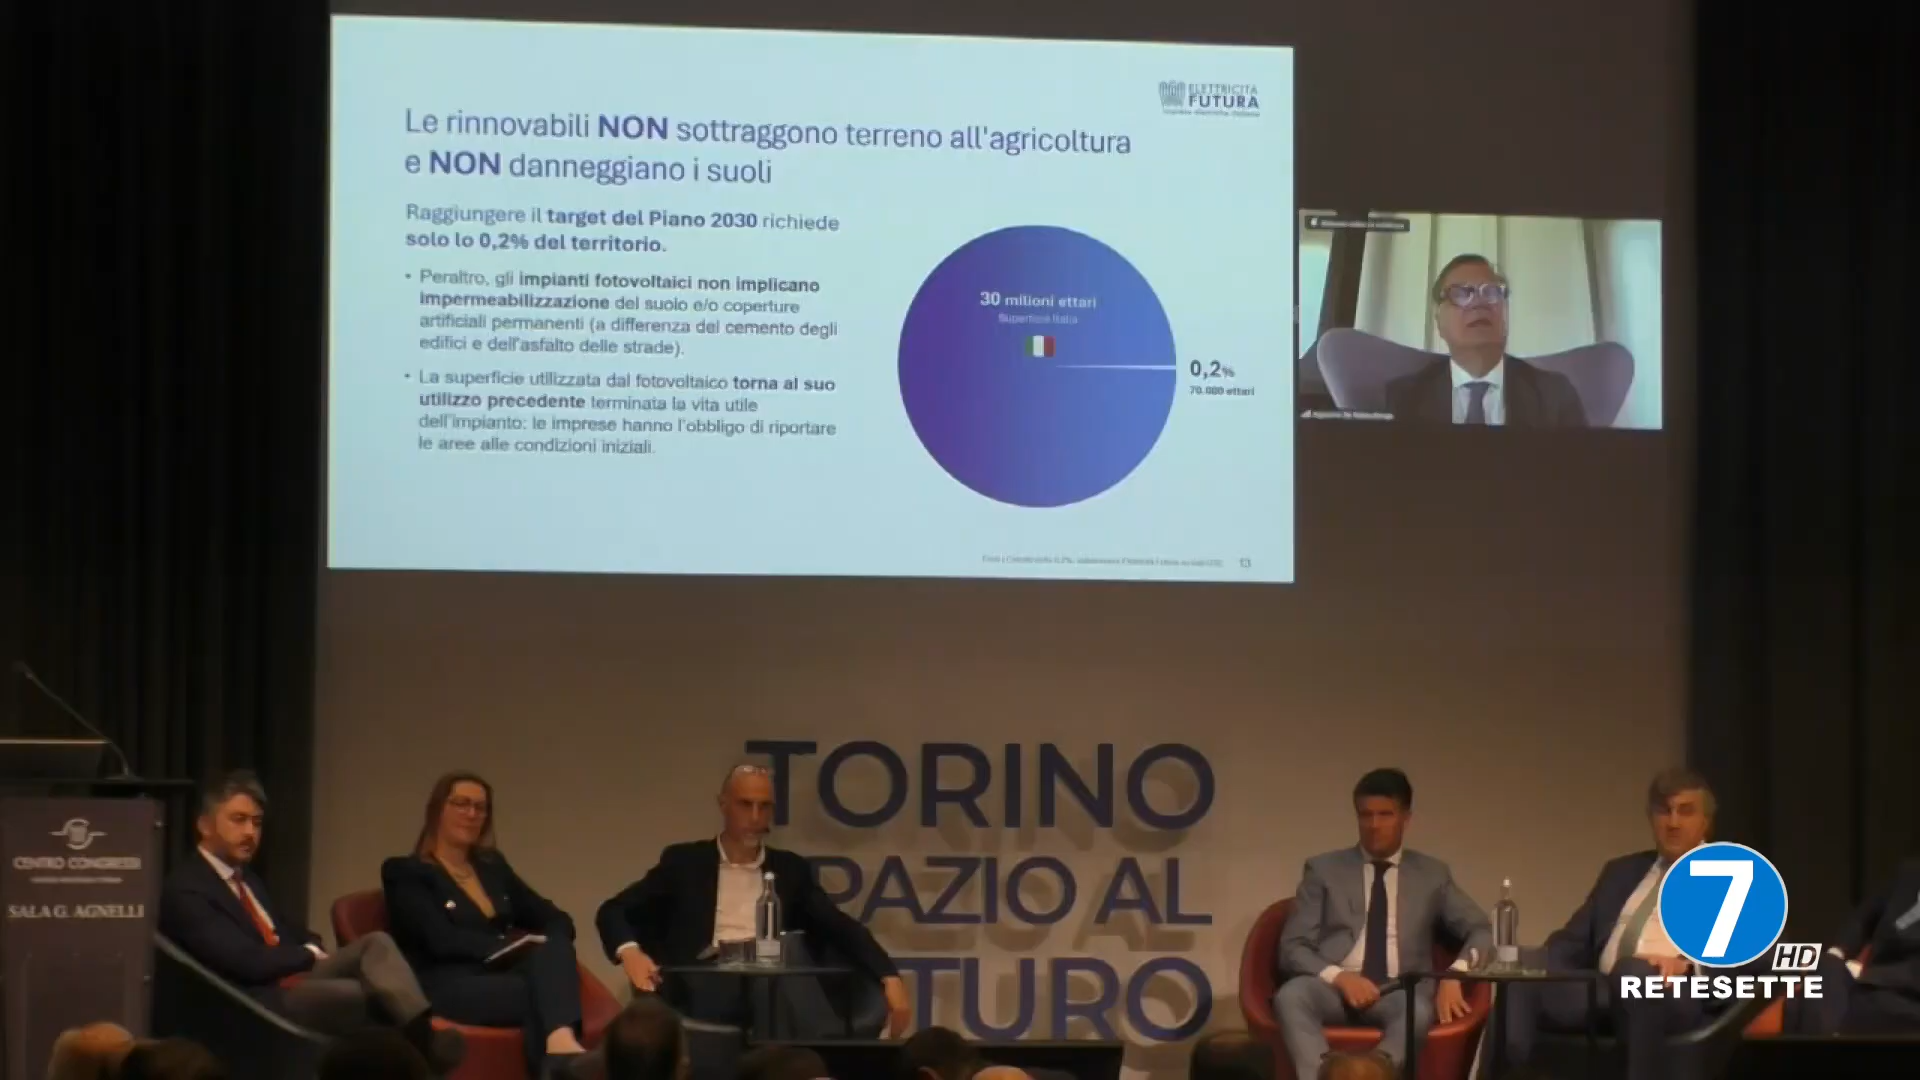 ELETTRICITÀ
FUTURA
Le rinnovabili NON sottraggono terreno all'agricoltura
e NON danneggiano i suoli
Raggiungere il target del Piano 2030 richiede
solo lo 0,2% del territorio.
• Peraltro, gli impianti fotovoltaici non implicano
impermeabilizzazione del suolo e/o coperture
artificiali permanenti (a differenza del cemento degli
edifici e dell'asfalto delle strade).
• La superficie utilizzata dal fotovoltaico torna al suo
utilizzo precedente terminata la vita utile
dell'impianto: le imprese hanno l'obbligo di riportare
le aree alle condizioni iniziali.
30 milioni ettari
Superficie Italia
0,2%
70.000 ettari
13
TORINO
SPAZIO AL
TURO
CENTRO CONGRESSI
SALA G. AGNELLI
7
HD
RETESETTE